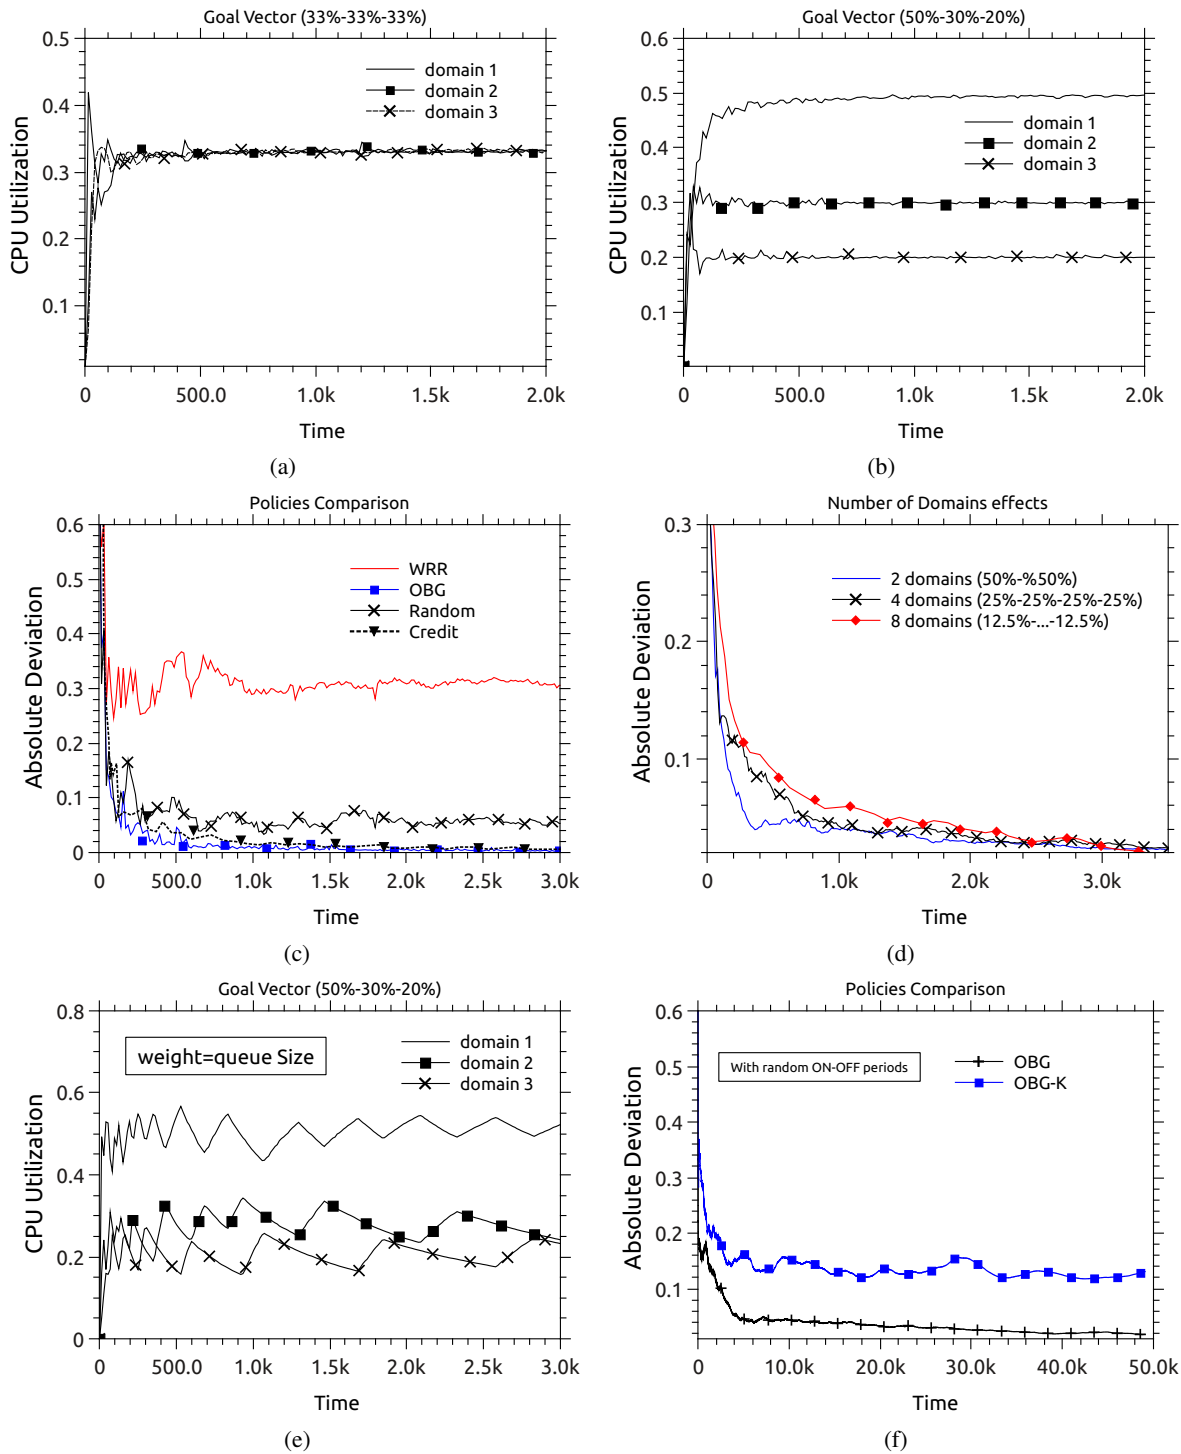 Goal Vector (33%-33%-33%)
CPU Utilization
0.5
0.4
0.3
0.2
0.1
domain 1
domain 2
domain 3
0 500.0 1.0k 1.5k 2.0k
Time
(a)
Goal Vector (50%-30%-20%)
CPU Utilization
0.6
0.5
0.4
0.3
0.2
0.1
domain 1
domain 2
domain 3
0 500.0 1.0k 1.5k 2.0k
Time
(b)
Policies Comparison
Absolute Deviation
0.6
0.5
0.4
0.3
0.2
0.1
0
WRR
OBG
Random
Credit
0 500.0 1.0k 1.5k 2.0k 2.5k 3.0k
Time
(c)
Number of Domains effects
Absolute Deviation
0.3
0.2
0.1
2 domains (50%-%50%)
4 domains (25%-25%-25%-25%)
8 domains (12.5%-...-12.5%)
0 1.0k 2.0k 3.0k
Time
(d)
Goal Vector (50%-30%-20%)
CPU Utilization
0.8
0.6
0.4
0.2
0
weight=queue Size
domain 1
domain 2
domain 3
0 500.0 1.0k 1.5k 2.0k 2.5k 3.0k
Time
(e)
Policies Comparison
Absolute Deviation
0.6
0.5
0.4
0.3
0.2
0.1
With random ON-OFF periods
OBG
OBG-K
0 10.0k 20.0k 30.0k 40.0k 50.0k
Time
(f)